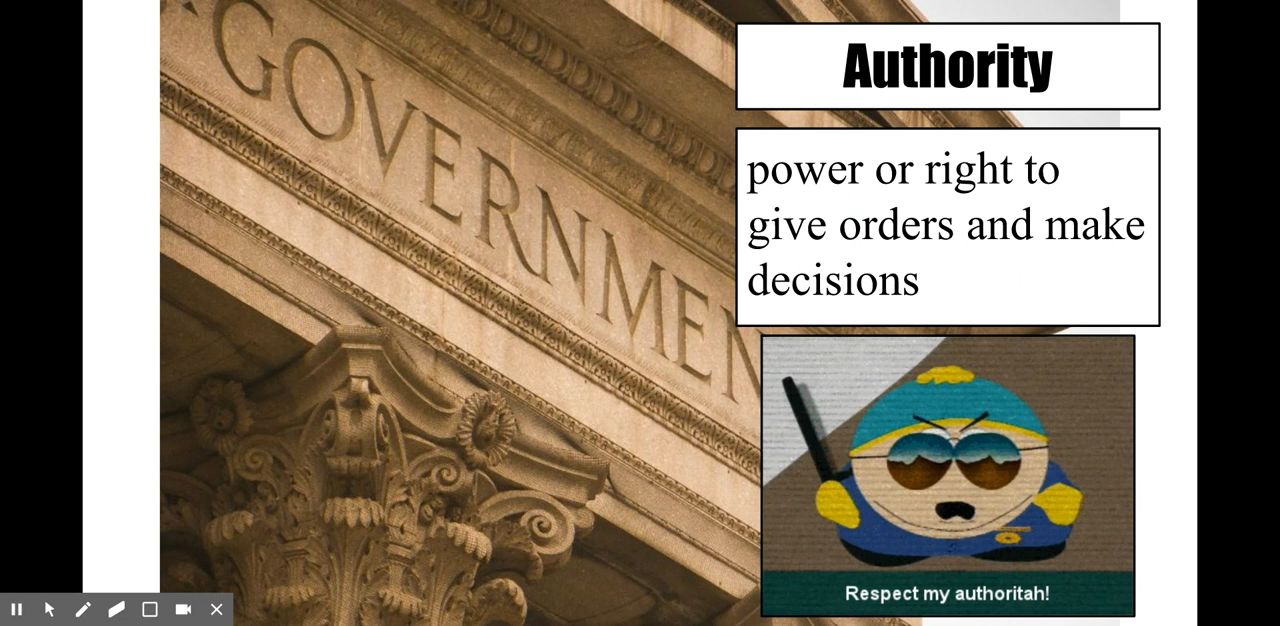 GOVERNMEN
Authority
power or right to
give orders and make
decisions
Respect my authoritah!